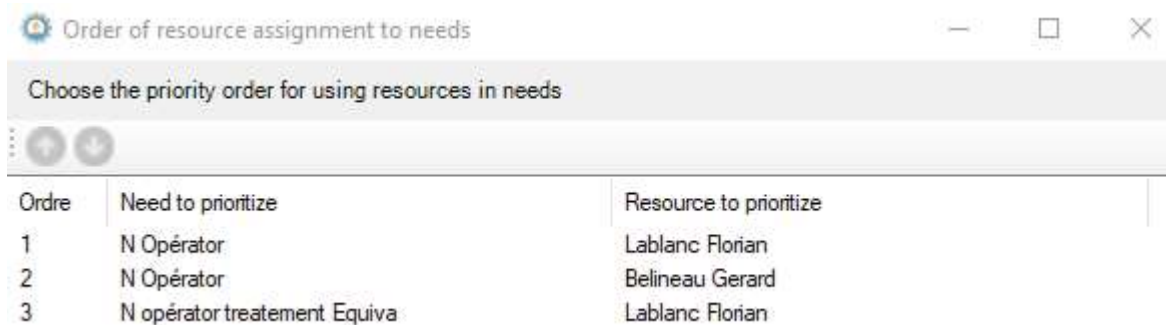 Order of resource assignment to needs
Choose the priority order for using resources in needs
Ordre Need to prioritize Resource to prioritize
1 N Opérator Lablanc Florian
2 N Opérator Belineau Gerard
3 N opérator treatement Equiva Lablanc Florian